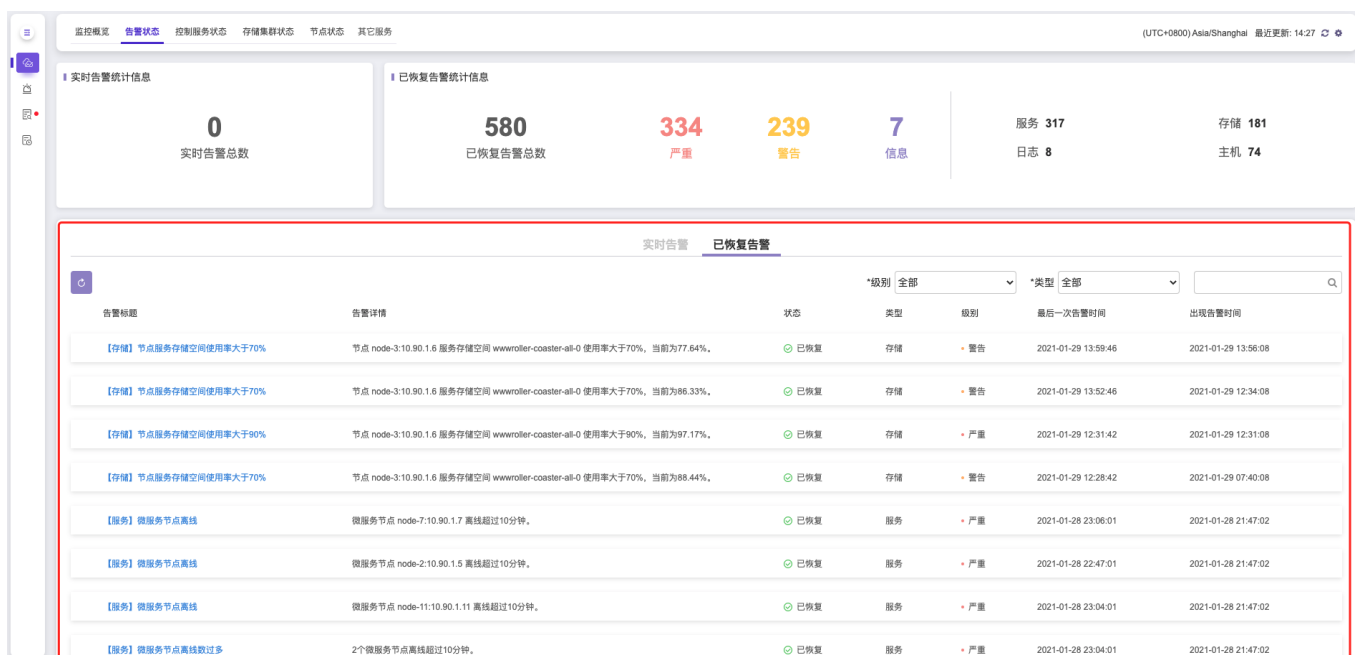 监控概览 告警状态 控制服务状态 存储集群状态 节点状态 其它服务 (UTC+0800) Asia/Shanghai 最近更新: 14:27
实时告警统计信息 已恢复告警统计信息
0 580 334 239 7 服务 317 存储 181
实时告警总数 已恢复告警总数 严重 警告 信息 日志 8 主机 74
实时告警 已恢复告警
*级别 全部 *类型 全部
告警标题 告警详情 状态 类型 级别 最后一次告警时间 出现告警时间
【存储】节点服务存储空间使用率大于70% 节点 node-3:10.90.1.6 服务存储空间 wwwroller-coaster-all-0 使用率大于70%，当前为77.64%。 已恢复 存储 警告 2021-01-29 13:59:46 2021-01-29 13:56:08
【存储】节点服务存储空间使用率大于70% 节点 node-3:10.90.1.6 服务存储空间 wwwroller-coaster-all-0 使用率大于70%，当前为86.33%。 已恢复 存储 警告 2021-01-29 13:52:46 2021-01-29 12:34:08
【存储】节点服务存储空间使用率大于90% 节点 node-3:10.90.1.6 服务存储空间 wwwroller-coaster-all-0 使用率大于90%，当前为97.17%。 已恢复 存储 严重 2021-01-29 12:31:42 2021-01-29 12:31:08
【存储】节点服务存储空间使用率大于70% 节点 node-3:10.90.1.6 服务存储空间 wwwroller-coaster-all-0 使用率大于70%，当前为88.44%。 已恢复 存储 警告 2021-01-29 12:28:42 2021-01-29 07:40:08
【服务】微服务节点离线 微服务节点 node-7:10.90.1.7 离线超过10分钟。 已恢复 服务 严重 2021-01-28 23:06:01 2021-01-28 21:47:02
【服务】微服务节点离线 微服务节点 node-2:10.90.1.5 离线超过10分钟。 已恢复 服务 严重 2021-01-28 22:47:01 2021-01-28 21:47:02
【服务】微服务节点离线 微服务节点 node-11:10.90.1.11 离线超过10分钟。 已恢复 服务 严重 2021-01-28 23:04:01 2021-01-28 21:47:02
【服务】微服务节点离线数过多 2个微服务节点离线超过10分钟。 已恢复 服务 严重 2021-01-28 23:04:01 2021-01-28 21:47:02